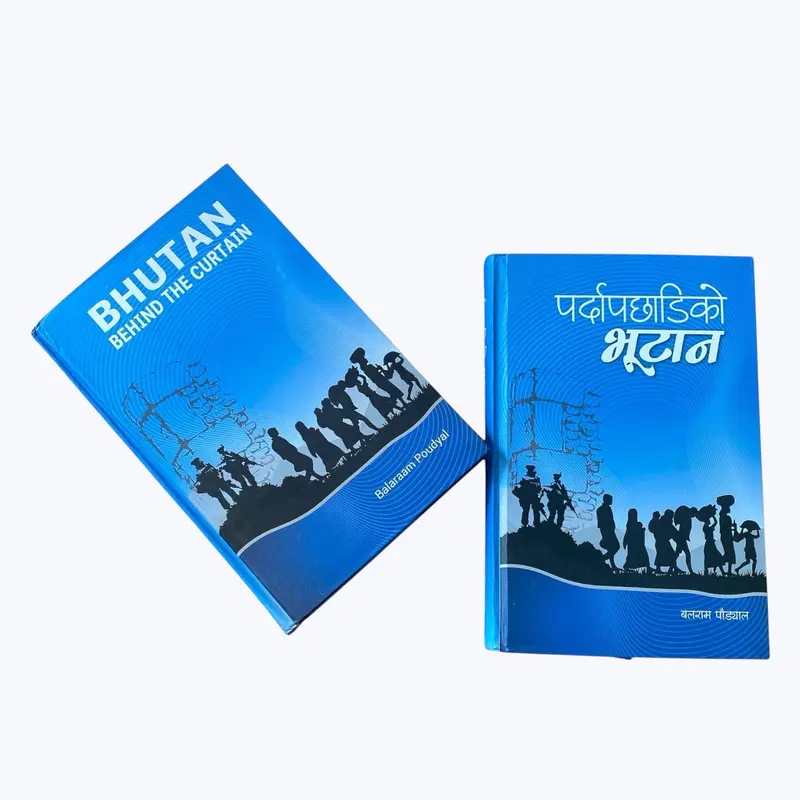 BHUTAN
BEHIND THE CURTAIN
Balaraam Poudyal
पर्दापछाडिको
भूटान
बलराम पौड्याल